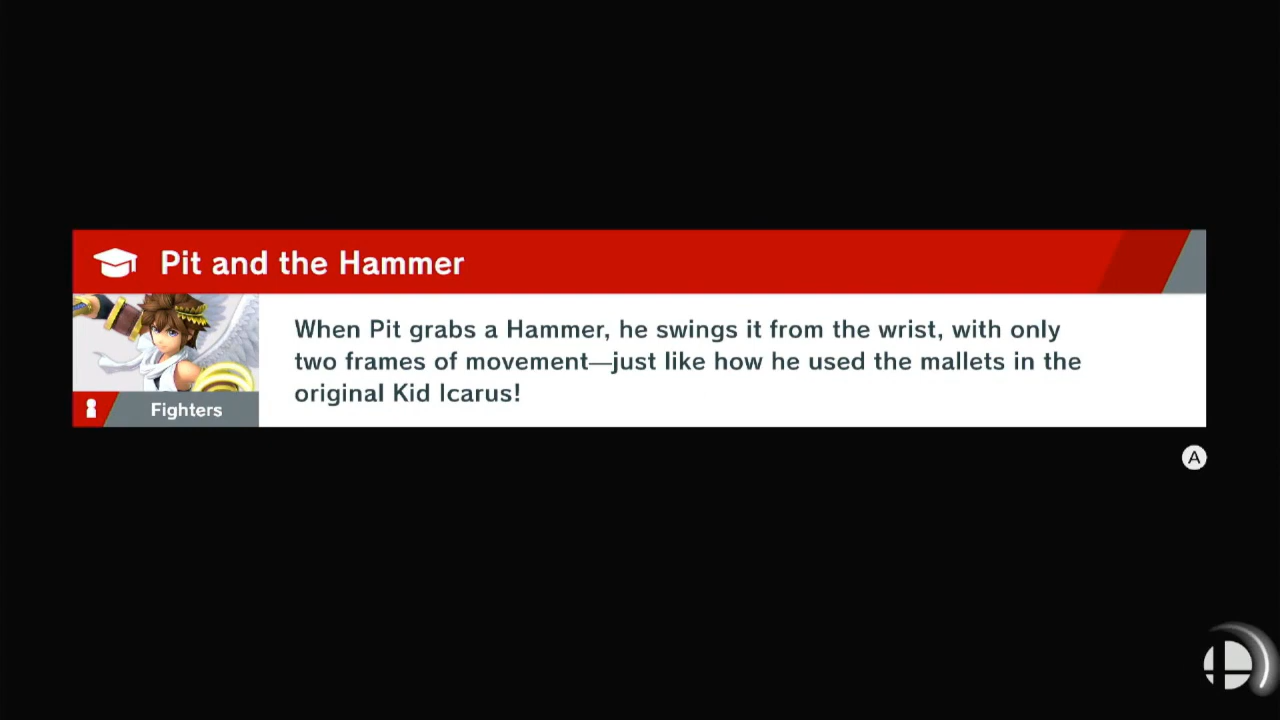 Pit and the Hammer
When Pit grabs a Hammer, he swings it from the wrist, with only
two frames of movement—just like how he used the mallets in the
original Kid Icarus!
Fighters
A